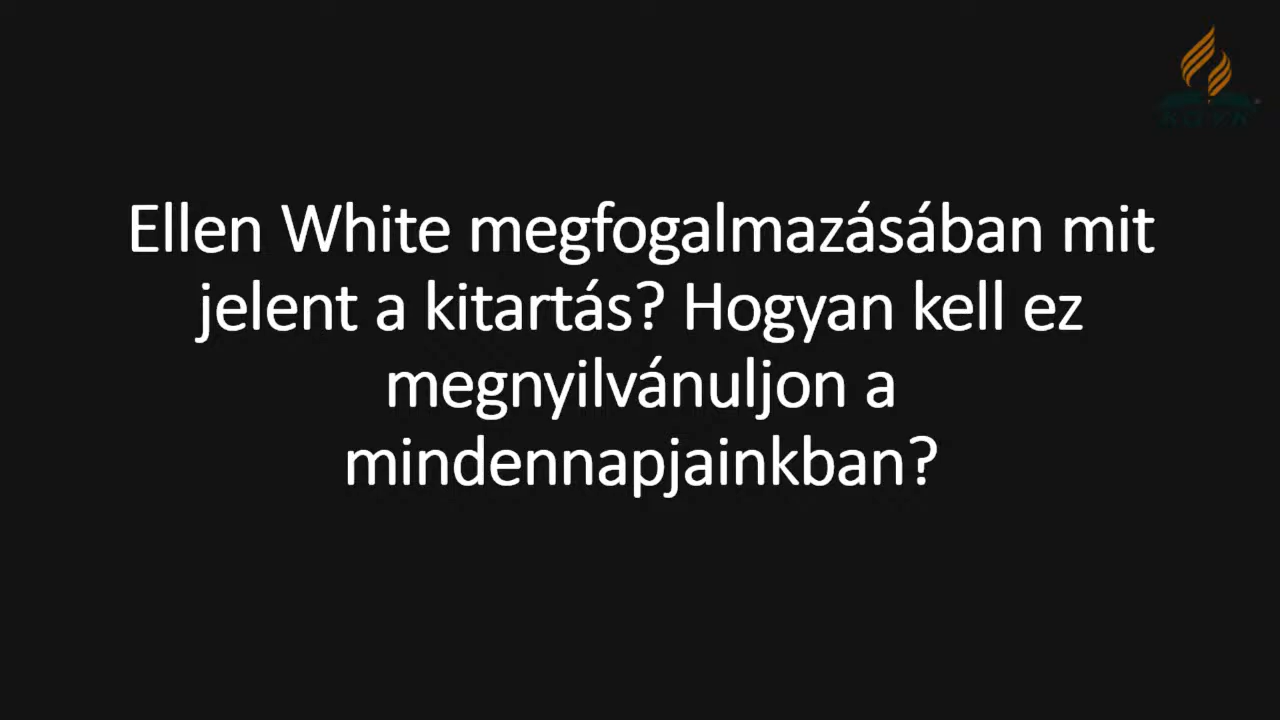 Ellen White megfogalmazásában mit
jelent a kitartás? Hogyan kell ez
megnyilvánuljon a
mindennapjainkban?